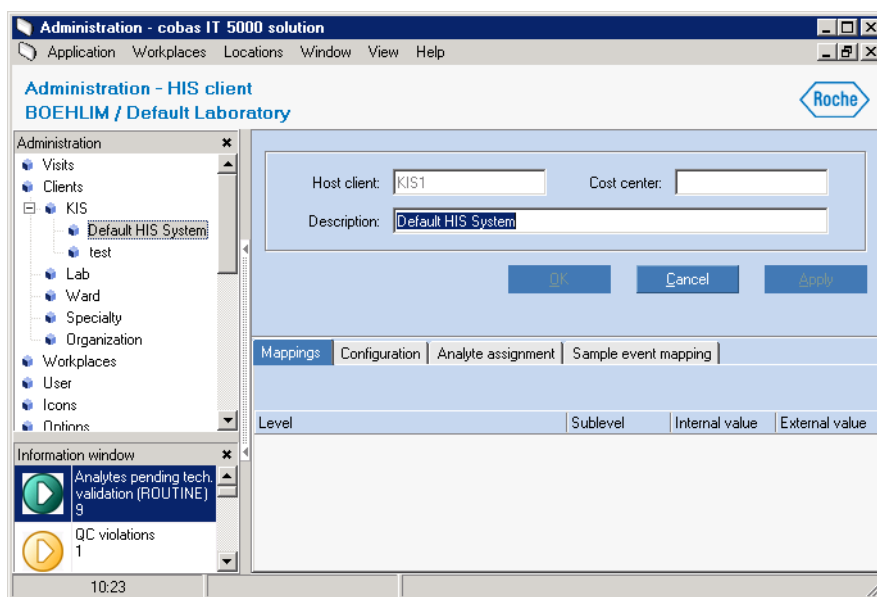 Administration - cobas IT 5000 solution
Application Workplaces Locations Window View Help
Administration - HIS client
BOEHLIM / Default Laboratory
Roche
Administration
Visits
Clients
KIS
Default HIS System
test
Lab
Ward
Specialty
Organization
Workplaces
User
Icons
Options
Host client: KIS1 Cost center:
Description: Default HIS System
OK Cancel Apply
Mappings Configuration Analyte assignment Sample event mapping
Level Sublevel Internal value External value
Information window
Analytes pending tech.
validation (ROUTINE)
9
QC violations
1
10:23